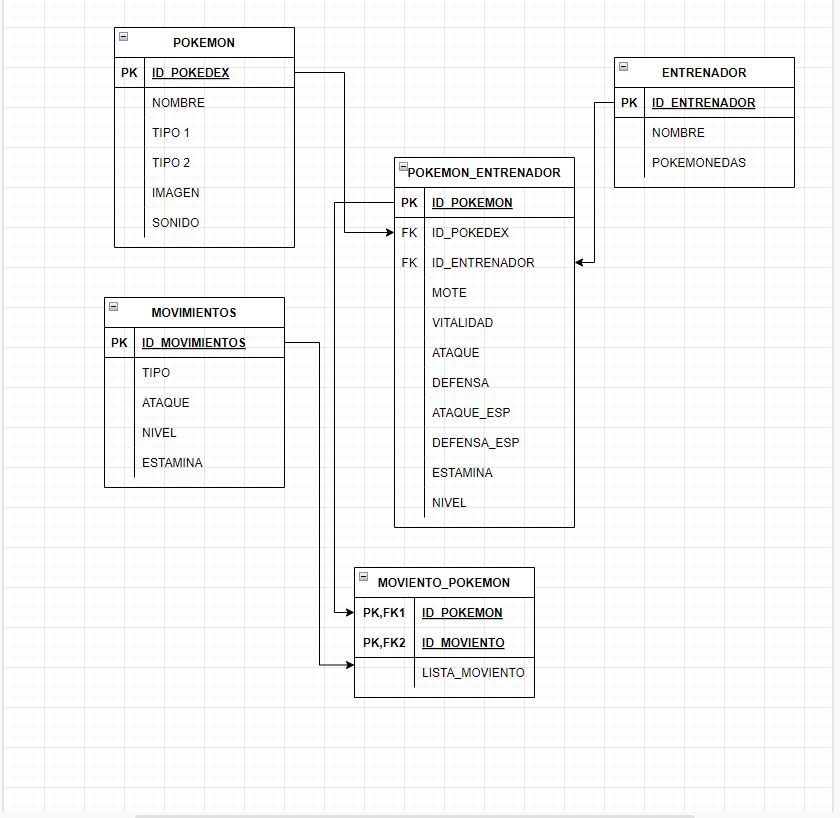 POKEMON
PK ID_POKEDEX
NOMBRE
TIPO 1
TIPO 2
IMAGEN
SONIDO
ENTRENADOR
PK ID_ENTRENADOR
NOMBRE
POKEMONEDAS
POKEMON_ENTRENADOR
PK ID_POKEMON
FK ID_POKEDEX
FK ID_ENTRENADOR
MOTE
VITALIDAD
ATAQUE
DEFENSA
ATAQUE_ESP
DEFENSA_ESP
ESTAMINA
NIVEL
MOVIMIENTOS
PK ID_MOVIMIENTOS
TIPO
ATAQUE
NIVEL
ESTAMINA
MOVIENTO_POKEMON
PK,FK1 ID_POKEMON
PK,FK2 ID_MOVIENTO
LISTA_MOVIENTO